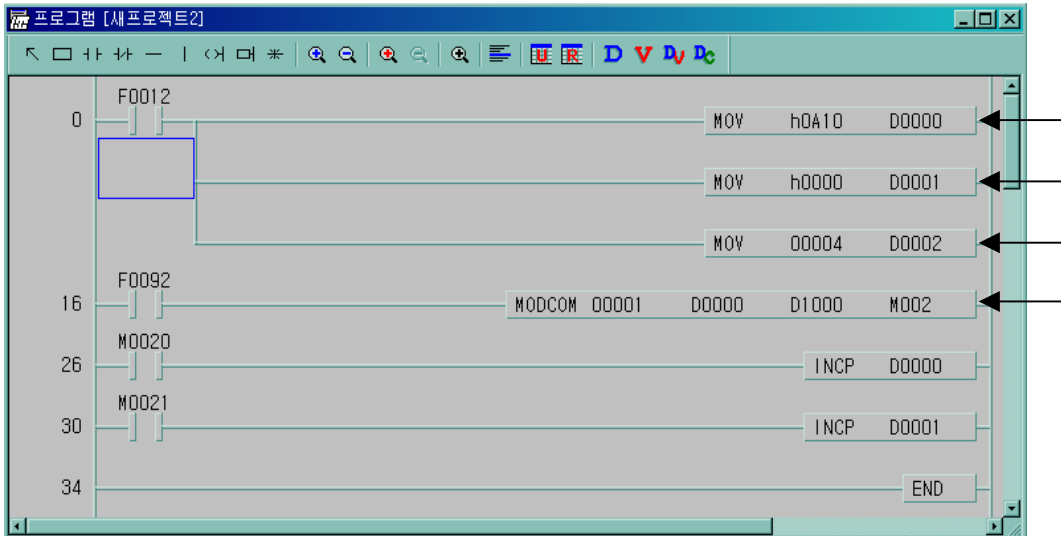 프로그램 [새프로젝트2]
U R D V DV DC
F0012
0 MOV h0A10 D0000
MOV h0000 D0001
MOV 00004 D0002
F0092
16 MODCOM 00001 D0000 D1000 M002
M0020
26 INCP D0000
M0021
30 INCP D0001
34 END